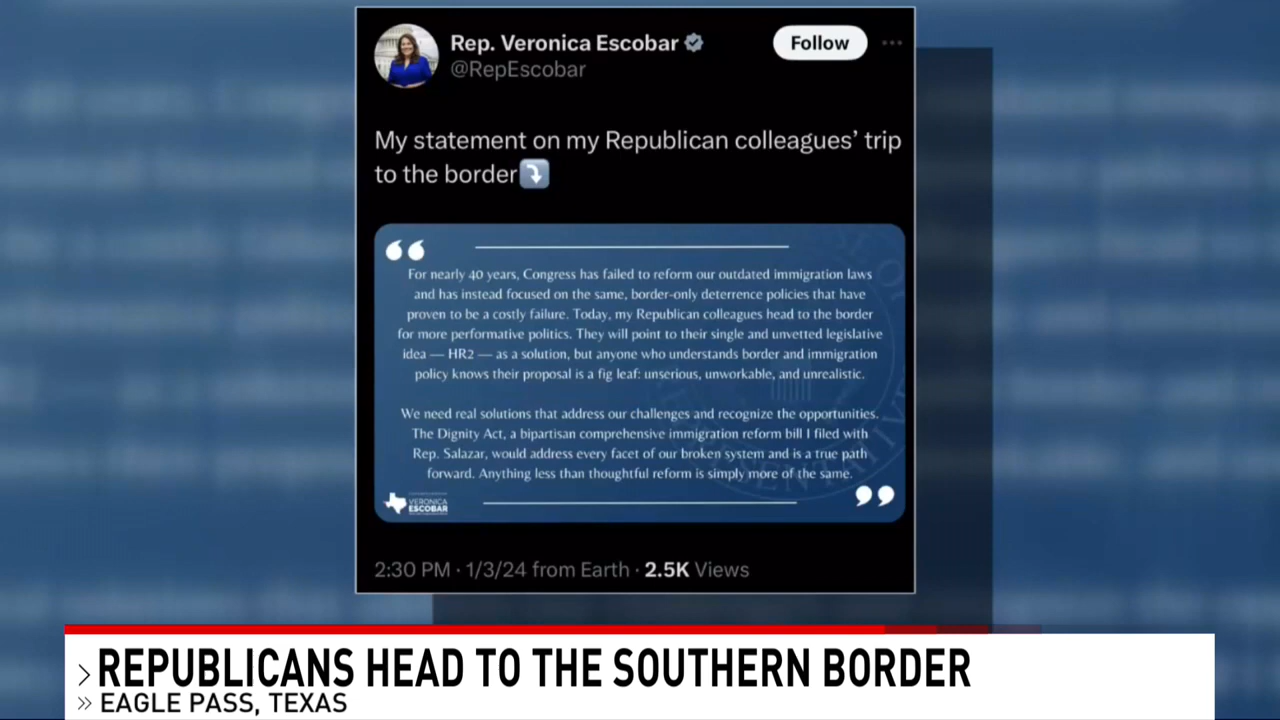 Rep. Veronica Escobar
Follow
@RepEscobar
My statement on my Republican colleagues’ trip
to the border
For nearly 40 years, Congress has failed to reform our outdated immigration laws
and has instead focused on the same, border-only deterrence policies that have
proven to be a costly failure. Today, my Republican colleagues head to the border
for more performative politics. They will point to their single and unvetted legislative
idea — HR2 — as a solution, but anyone who understands border and immigration
policy knows their proposal is a fig leaf: unserious, unworkable, and unrealistic.
We need real solutions that address our challenges and recognize the opportunities.
The Dignity Act, a bipartisan comprehensive immigration reform bill I filed with
Rep. Salazar, would address every facet of our broken system and is a true path
forward. Anything less than thoughtful reform is simply more of the same.
VERONICA
ESCOBAR
2:30 PM · 1/3/24 from Earth · 2.5K Views
REPUBLICANS HEAD TO THE SOUTHERN BORDER
EAGLE PASS, TEXAS